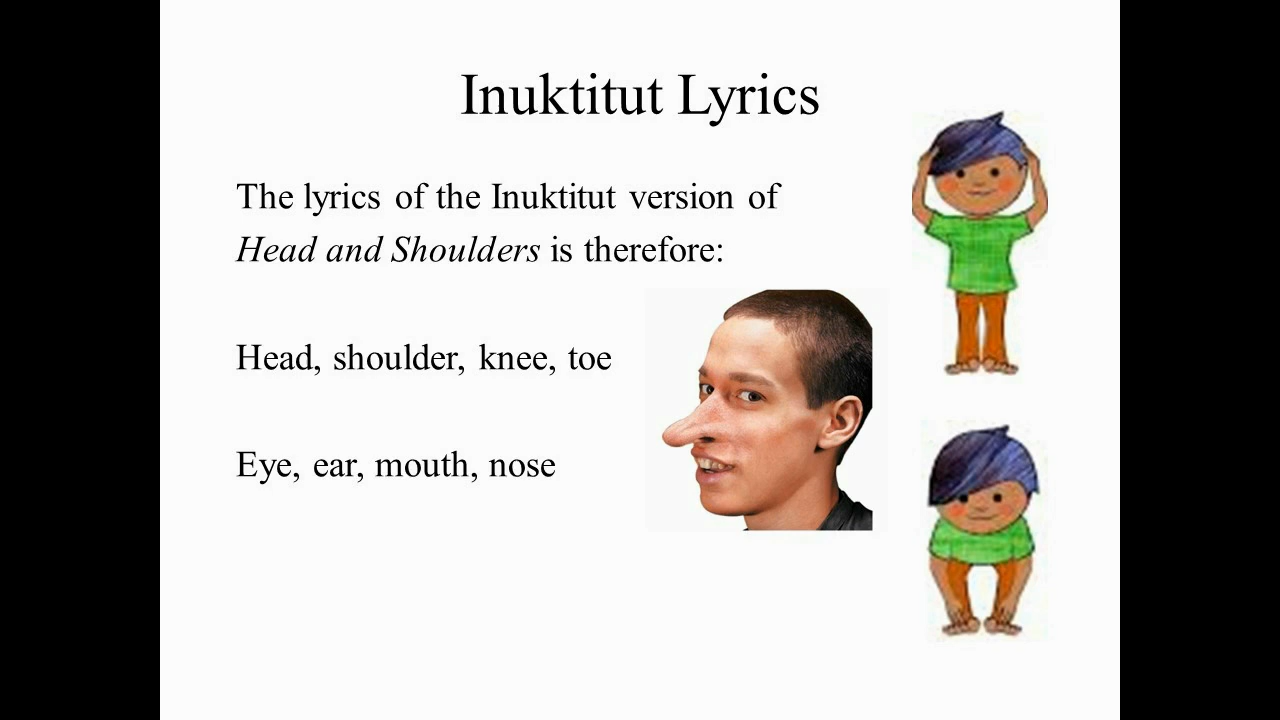 Inuktitut Lyrics
The lyrics of the Inuktitut version of
Head and Shoulders is therefore:
Head, shoulder, knee, toe
Eye, ear, mouth, nose